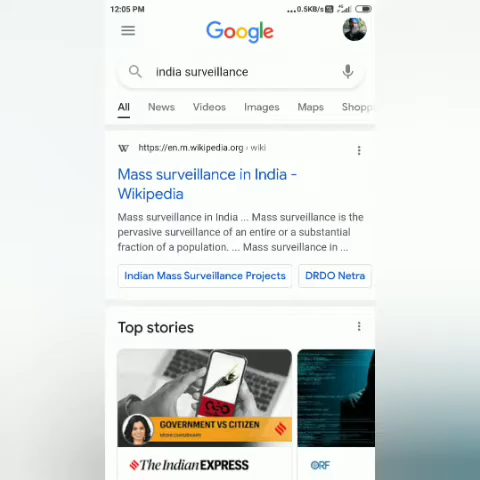 12:05 PM
...0.5KB/s
Google
india surveillance
All News Videos Images Maps Shopp
W https://en.m.wikipedia.org › wiki
Mass surveillance in India -
Wikipedia
Mass surveillance in India ... Mass surveillance is the
pervasive surveillance of an entire or a substantial
fraction of a population. ... Mass surveillance in ...
Indian Mass Surveillance Projects DRDO Netra
Top stories
GOVERNMENT VS CITIZEN
The Indian EXPRESS
ORF